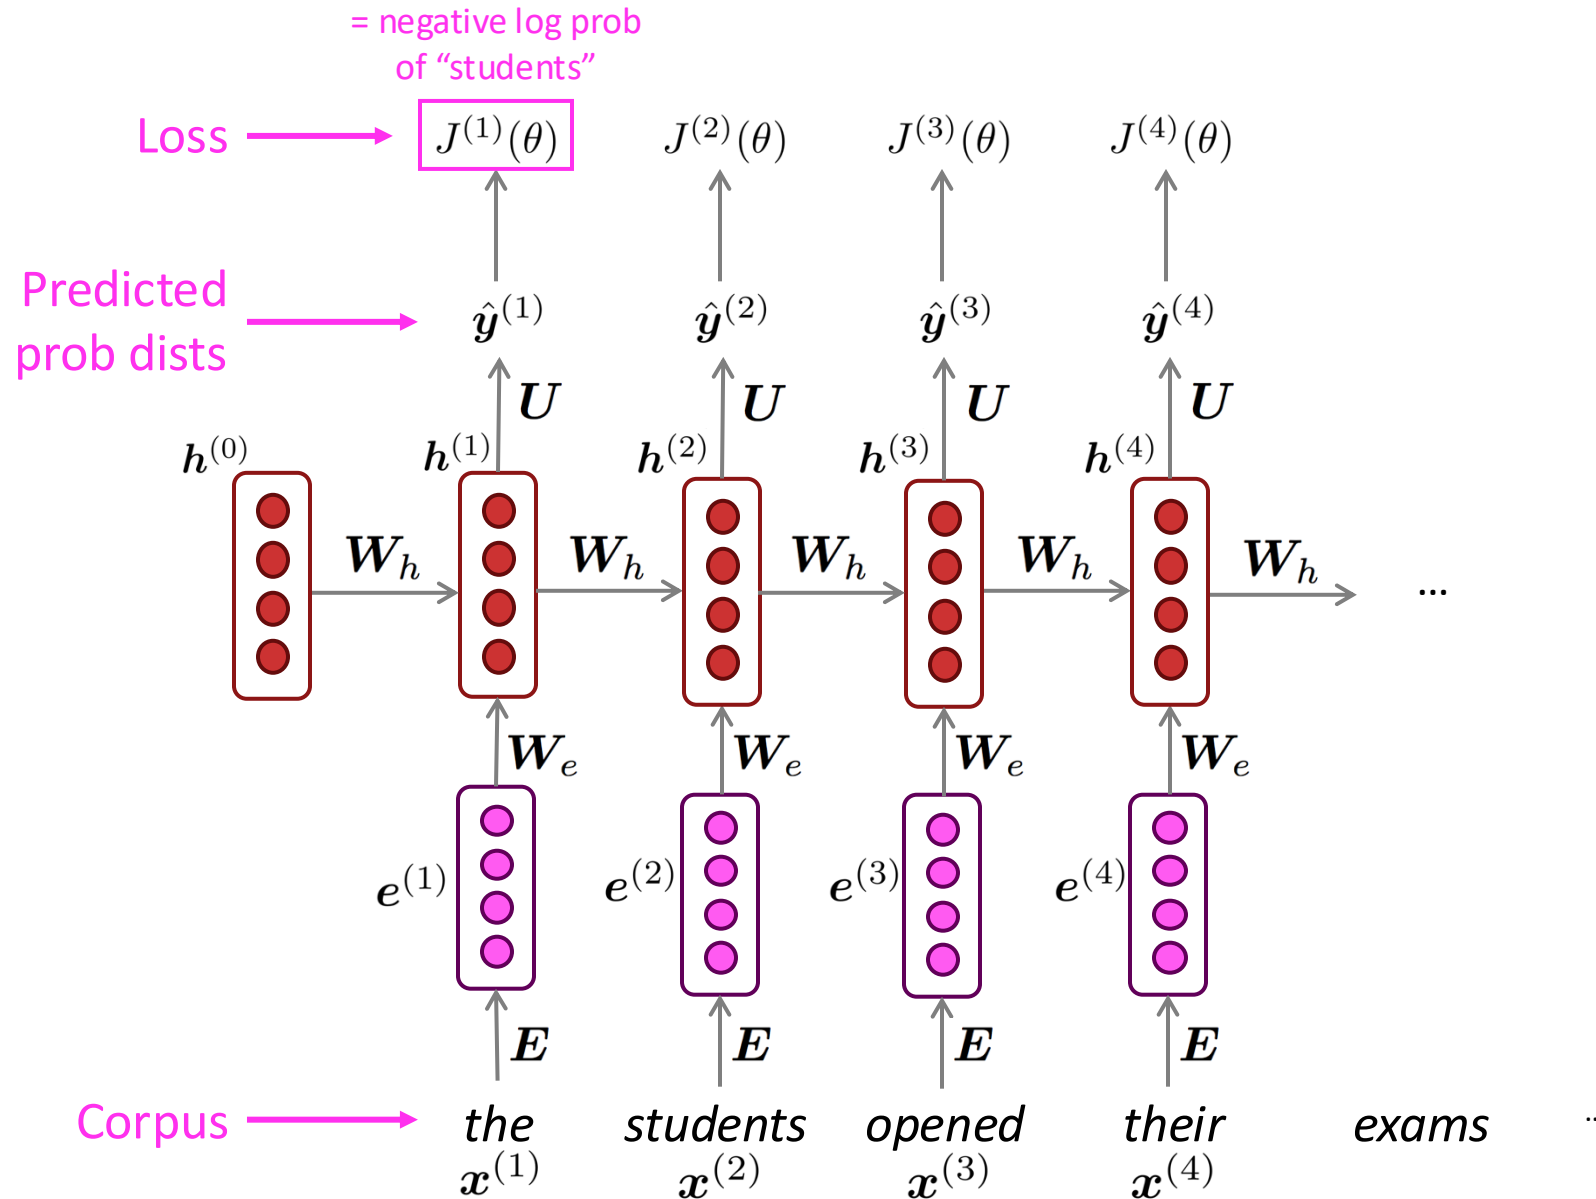 = negative log prob
of “students”
Loss J⁽¹⁾(θ) J⁽²⁾(θ) J⁽³⁾(θ) J⁽⁴⁾(θ)
Predicted
prob dists
ŷ⁽¹⁾ ŷ⁽²⁾ ŷ⁽³⁾ ŷ⁽⁴⁾
U U U U
h⁽⁰⁾ h⁽¹⁾ h⁽²⁾ h⁽³⁾ h⁽⁴⁾
Wₕ Wₕ Wₕ Wₕ Wₕ ...
Wₑ Wₑ Wₑ Wₑ
e⁽¹⁾ e⁽²⁾ e⁽³⁾ e⁽⁴⁾
E E E E
Corpus the students opened their exams ...
x⁽¹⁾ x⁽²⁾ x⁽³⁾ x⁽⁴⁾